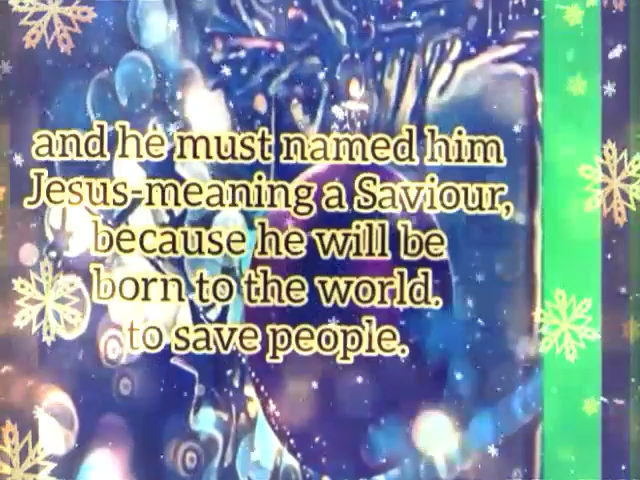 and he must named him
Jesus-meaning a Saviour,
because he will be
born to the world.
to save people.